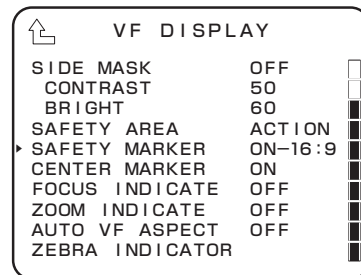 VF DISPLAY
SIDE MASK OFF
CONTRAST 50
BRIGHT 60
SAFETY AREA ACTION
SAFETY MARKER ON–16:9
CENTER MARKER ON
FOCUS INDICATE OFF
ZOOM INDICATE OFF
AUTO VF ASPECT OFF
ZEBRA INDICATOR